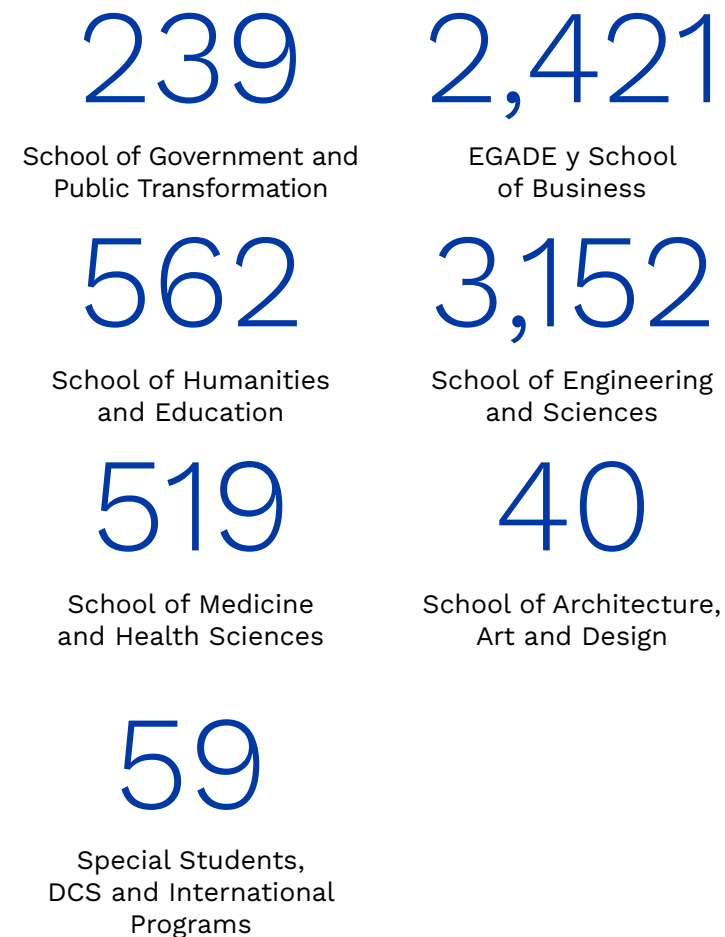 239
School of Government and
Public Transformation
2,421
EGADE y School
of Business
562
School of Humanities
and Education
3,152
School of Engineering
and Sciences
519
School of Medicine
and Health Sciences
40
School of Architecture,
Art and Design
59
Special Students,
DCS and International
Programs